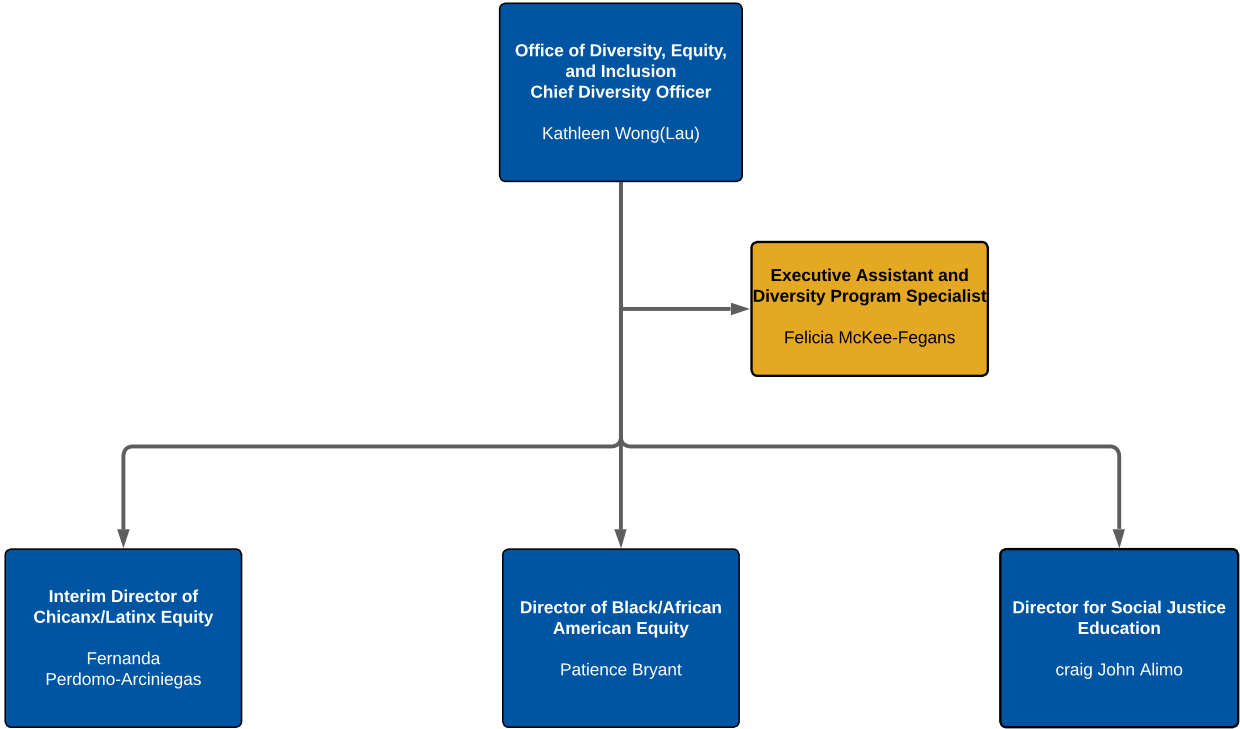 Office of Diversity, Equity,
and Inclusion
Chief Diversity Officer
Kathleen Wong(Lau)
Executive Assistant and
Diversity Program Specialist
Felicia McKee-Fegans
Interim Director of
Chicanx/Latinx Equity
Fernanda
Perdomo-Arciniegas
Director of Black/African
American Equity
Patience Bryant
Director for Social Justice
Education
craig John Alimo